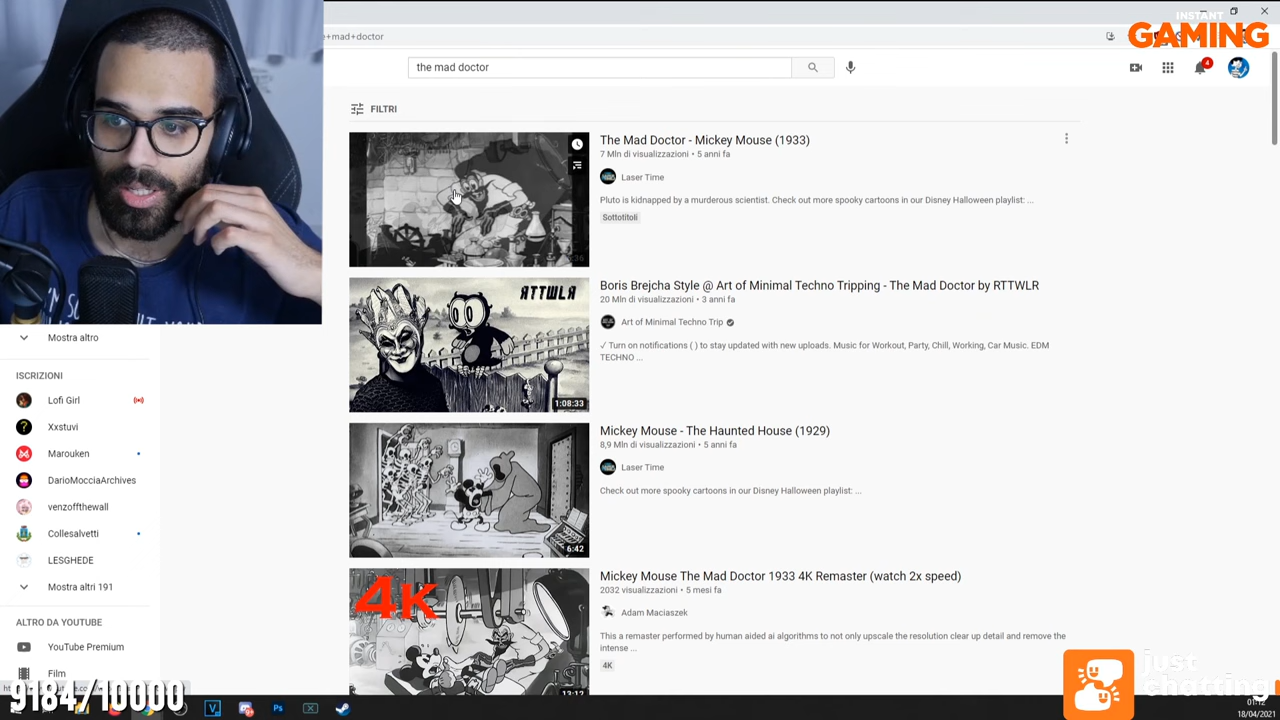 INSTANT
GAMING
e+mad+doctor
the mad doctor
4
FILTRI
The Mad Doctor - Mickey Mouse (1933)
7 Mln di visualizzazioni • 5 anni fa
Laser Time
Pluto is kidnapped by a murderous scientist. Check out more spooky cartoons in our Disney Halloween playlist: ...
Sottotitoli
ЯTTWLR
1:08:33
Boris Brejcha Style @ Art of Minimal Techno Tripping - The Mad Doctor by RTTWLR
20 Mln di visualizzazioni • 3 anni fa
Art of Minimal Techno Trip
√ Turn on notifications ( ) to stay updated with new uploads. Music for Workout, Party, Chill, Working, Car Music. EDM
TECHNO ...
6:42
Mickey Mouse - The Haunted House (1929)
8,9 Mln di visualizzazioni • 5 anni fa
Laser Time
Check out more spooky cartoons in our Disney Halloween playlist: ...
4K
13:12
Mickey Mouse The Mad Doctor 1933 4K Remaster (watch 2x speed)
2032 visualizzazioni • 5 mesi fa
Adam Maciaszek
This a remaster performed by human aided ai algorithms to not only upscale the resolution clear up detail and remove the
intense ...
4K
Mostra altro
ISCRIZIONI
Lofi Girl
Xxstuvi
Marouken
DarioMocciaArchives
venzoffthewall
Collesalvetti
LESGHEDE
Mostra altri 191
ALTRO DA YOUTUBE
YouTube Premium
Film
9184/10000
just
chatting
01:12
18/04/2021